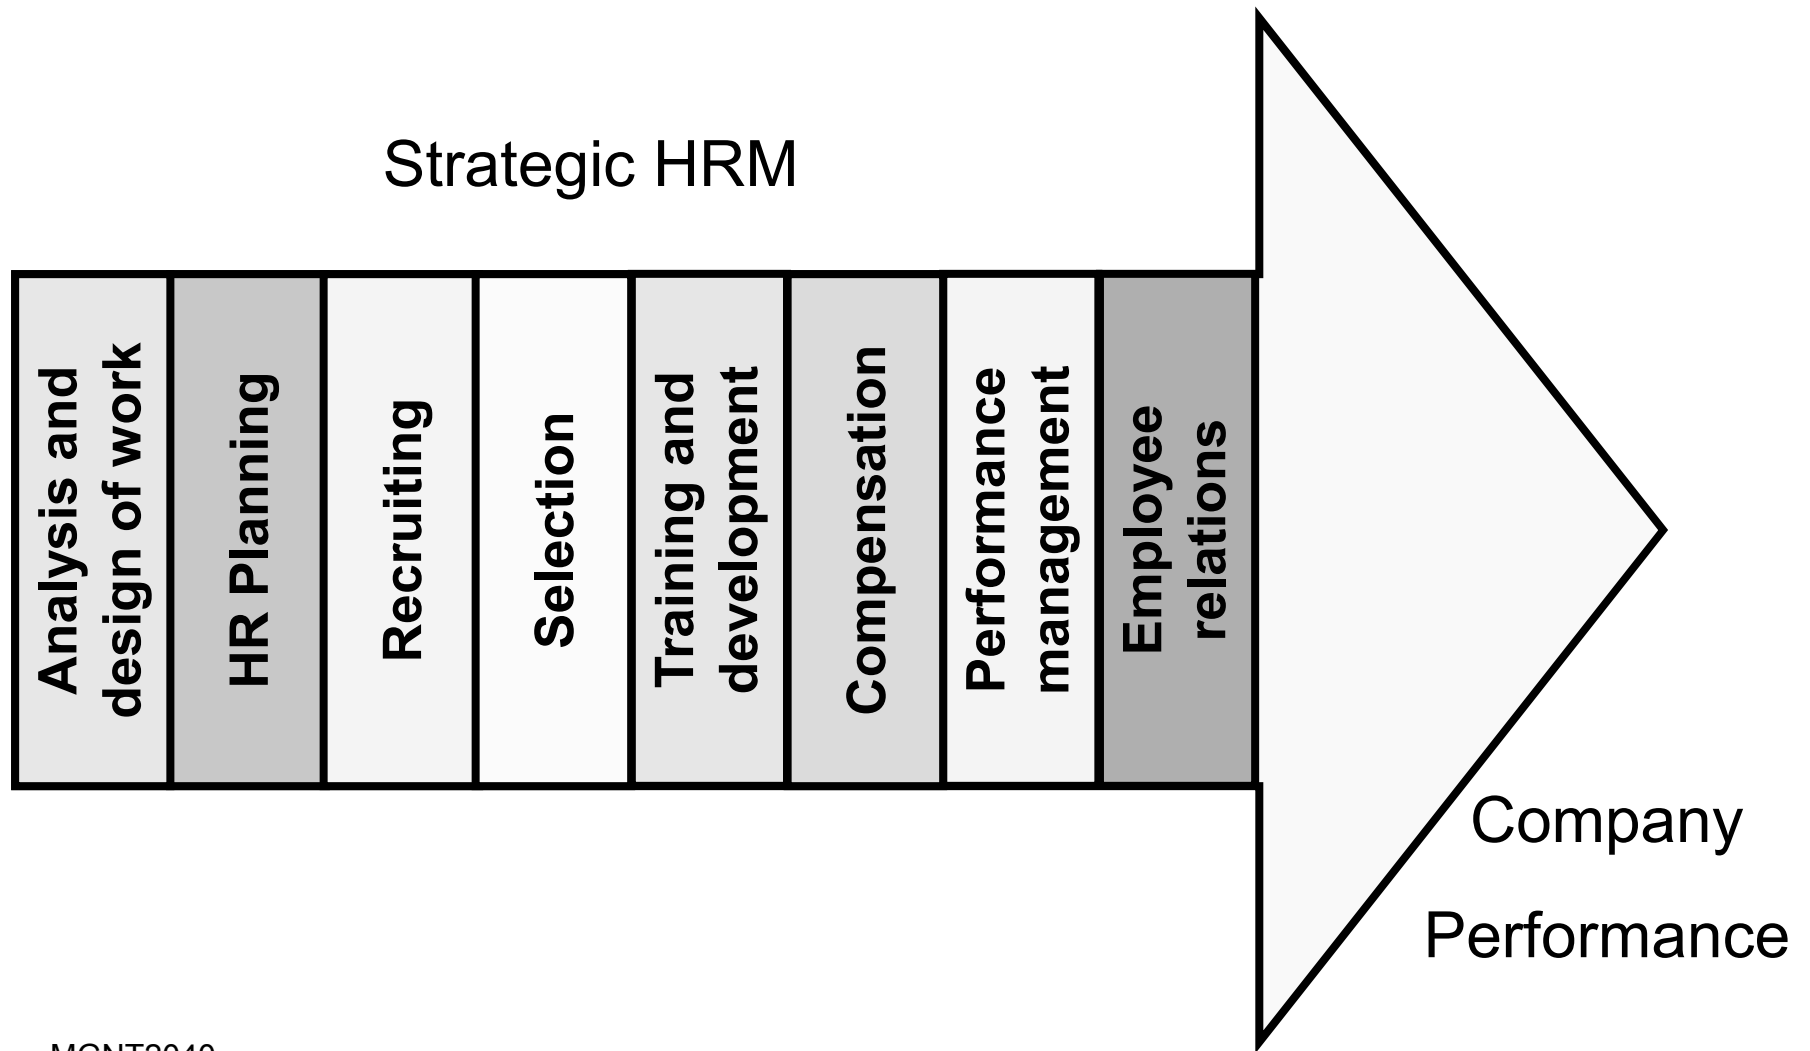 Strategic HRM
Analysis and
design of work
HR Planning
Recruiting
Selection
Training and
development
Compensation
Performance
management
Employee
relations
Company
Performance
MGNT2040